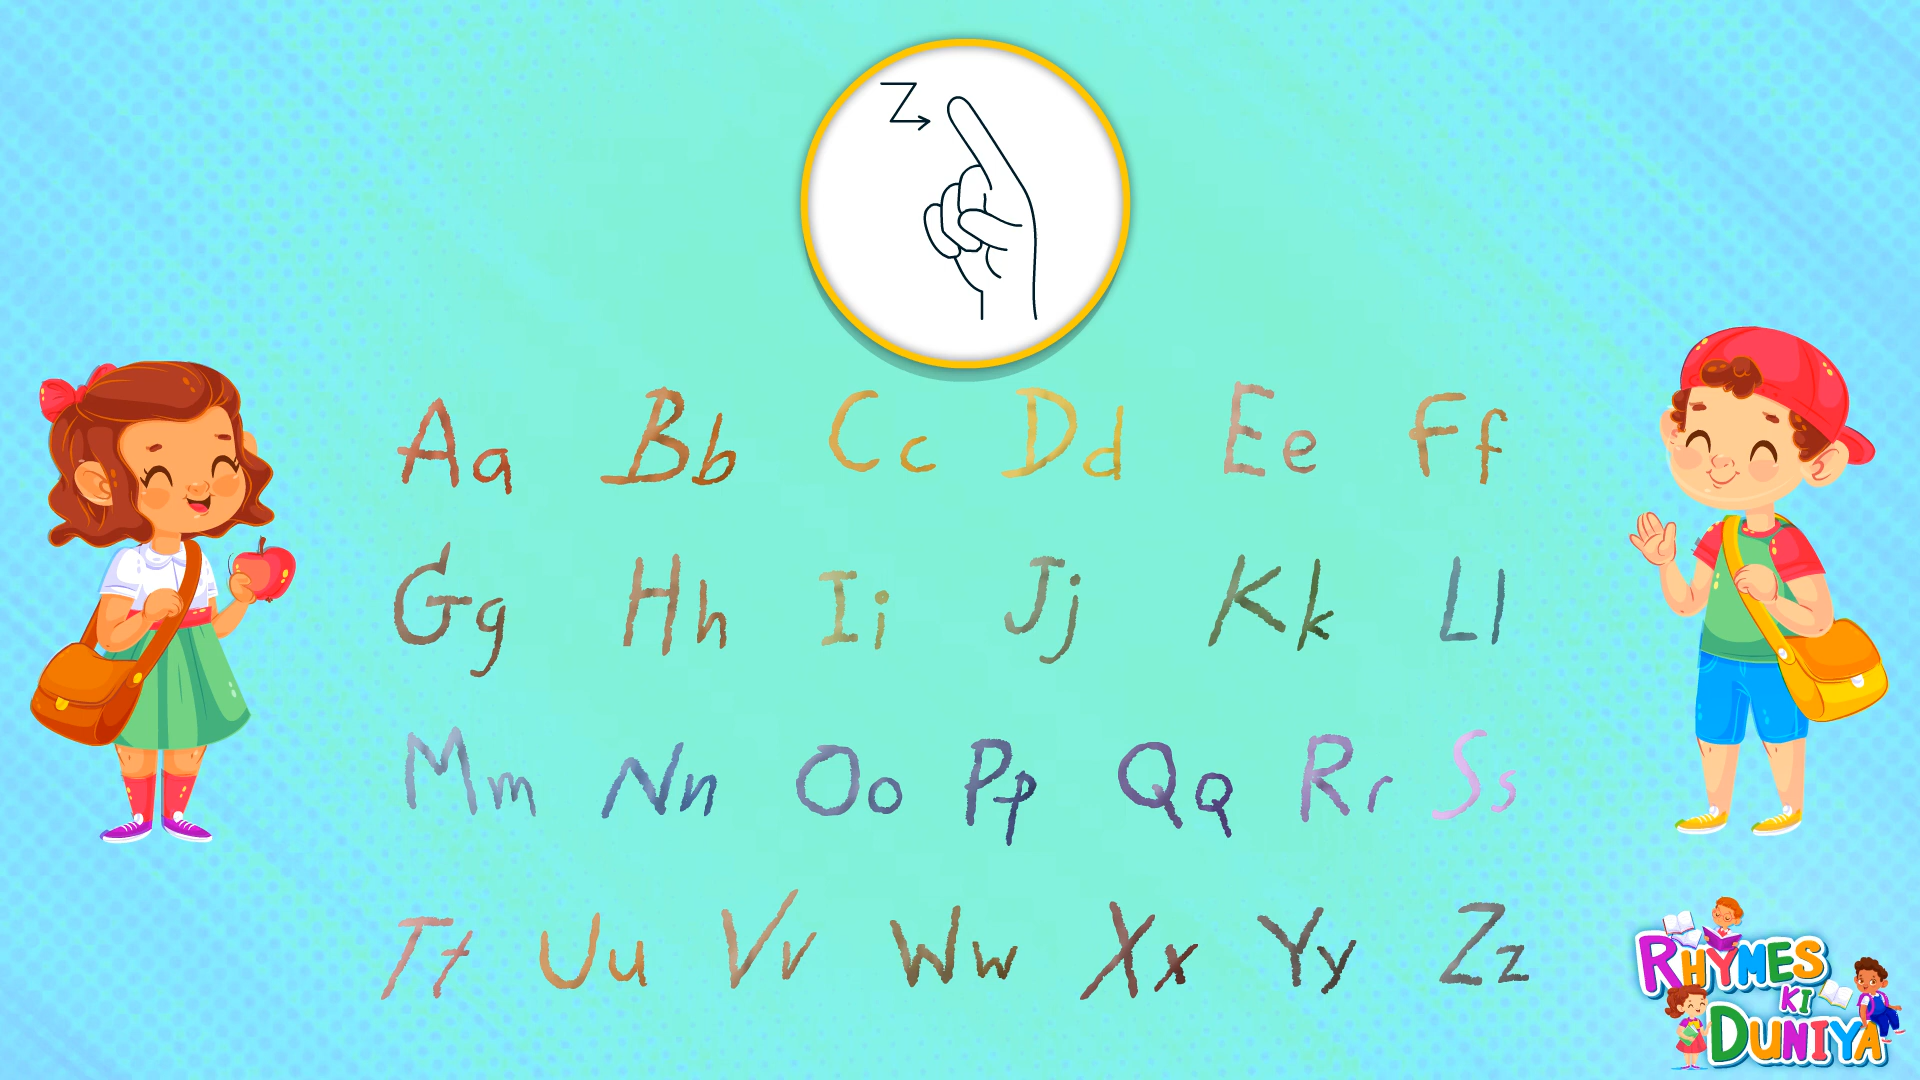 Z
Aa Bb Cc Dd Ee Ff
Gg Hh Ii Jj Kk Ll
Mm Nn Oo Pp Qq Rr Ss
Tt Uu Vv Ww Xx Yy Zz
RHYMES
KI
DUNIYA